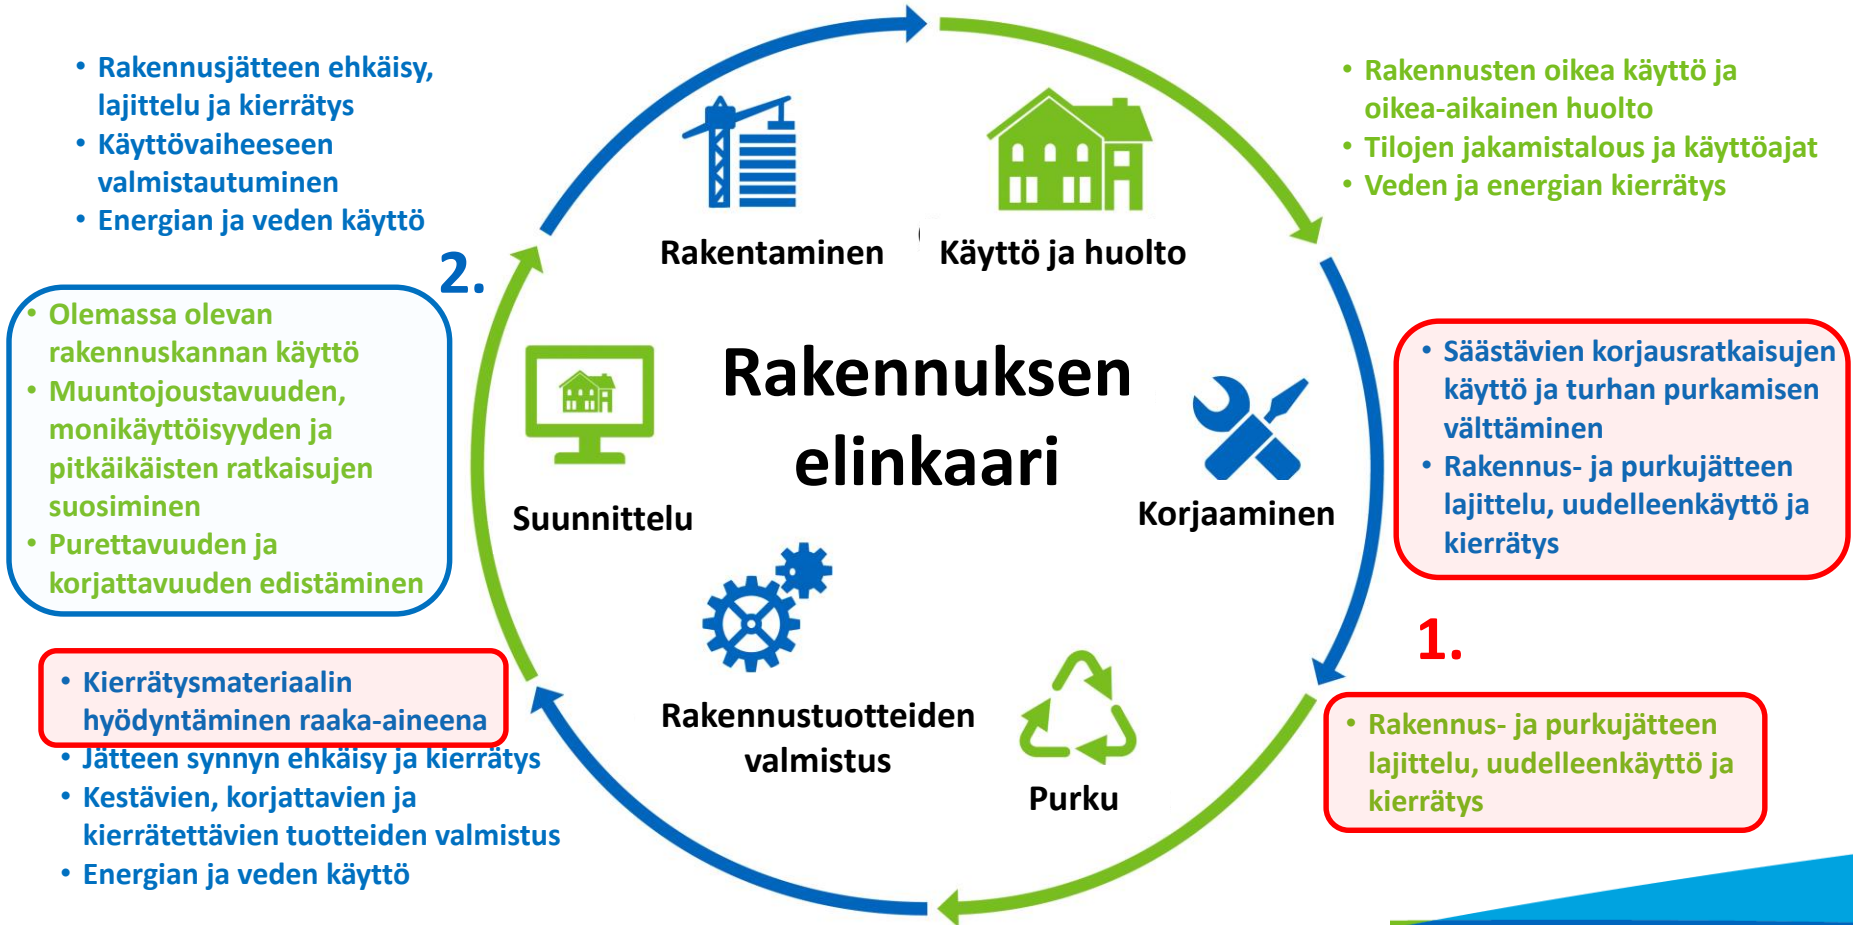 • Rakennusjätteen ehkäisy,
lajittelu ja kierrätys
• Käyttövaiheeseen
valmistautuminen
• Energian ja veden käyttö
2.
• Olemassa olevan
rakennuskannan käyttö
• Muuntojoustavuuden,
monikäyttöisyyden ja
pitkäikäisten ratkaisujen
suosiminen
• Purettavuuden ja
korjattavuuden edistäminen
• Kierrätysmateriaalin
hyödyntäminen raaka-aineena
• Jätteen synnyn ehkäisy ja kierrätys
• Kestävien, korjattavien ja
kierrätettävien tuotteiden valmistus
• Energian ja veden käyttö
Rakentaminen
Käyttö ja huolto
Rakennuksen
elinkaari
Suunnittelu
Korjaaminen
Rakennustuotteiden
valmistus
Purku
• Rakennusten oikea käyttö ja
oikea-aikainen huolto
• Tilojen jakamistalous ja käyttöajat
• Veden ja energian kierrätys
• Säästävien korjausratkaisujen
käyttö ja turhan purkamisen
välttäminen
• Rakennus- ja purkujätteen
lajittelu, uudelleenkäyttö ja
kierrätys
1.
• Rakennus- ja purkujätteen
lajittelu, uudelleenkäyttö ja
kierrätys